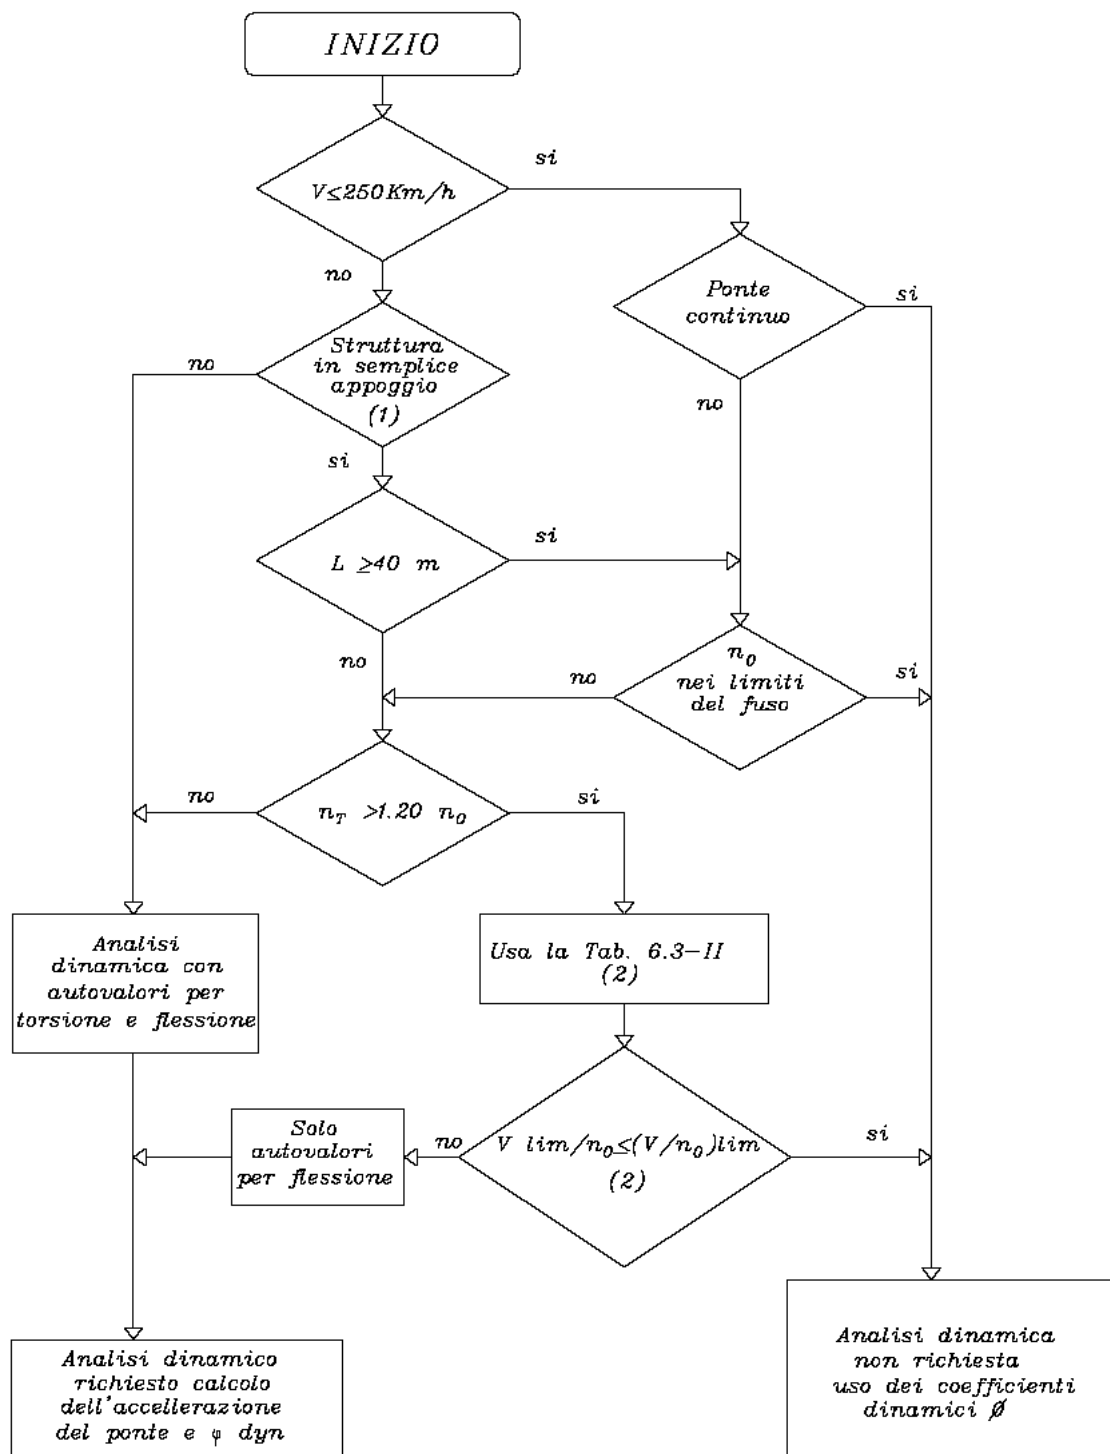 INIZIO
V≤250Km/h
si
no
Ponte
continuo
si
no
Struttura
in semplice
appoggio
(1)
no
si
L ≥40 m
si
no
n₀
nei limiti
del fuso
no
si
n_T >1.20 n₀
no
si
Analisi
dinamica con
autovalori per
torsione e flessione
Usa la Tab. 6.3-II
(2)
V lim/n₀≤(V/n₀)lim
(2)
no
si
Solo
autovalori
per flessione
Analisi dinamico
richiesto calcolo
dell'accellerazione
del ponte e φ dyn
Analisi dinamica
non richiesta
uso dei coefficienti
dinamici Ø